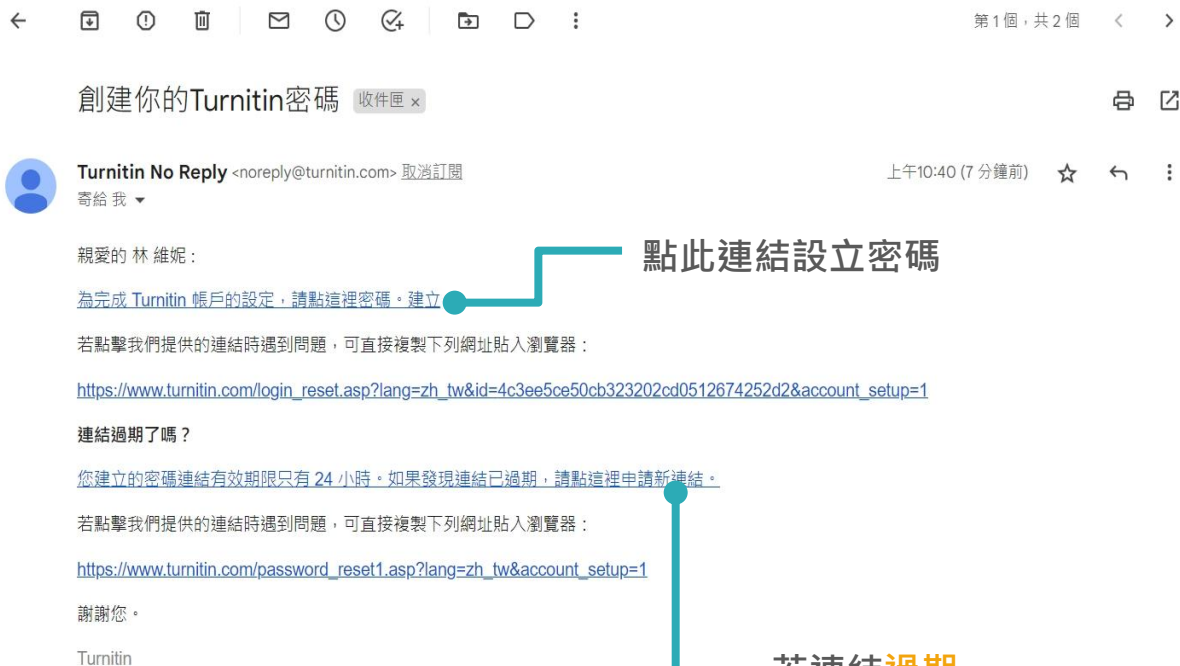 第 1 個，共 2 個
創建你的Turnitin密碼 收件匣 x
Turnitin No Reply <noreply@turnitin.com> 取消訂閱
上午10:40 (7 分鐘前)
寄給 我
親愛的 林 維妮 :
點此連結設立密碼
為完成 Turnitin 帳戶的設定，請點這裡密碼。建立
若點擊我們提供的連結時遇到問題，可直接複製下列網址貼入瀏覽器：
https://www.turnitin.com/login_reset.asp?lang=zh_tw&id=4c3ee5ce50cb323202cd0512674252d2&account_setup=1
連結過期了嗎？
您建立的密碼連結有效期限只有 24 小時。如果發現連結已過期，請點這裡申請新連結。
若點擊我們提供的連結時遇到問題，可直接複製下列網址貼入瀏覽器：
https://www.turnitin.com/password_reset1.asp?lang=zh_tw&account_setup=1
謝謝您。
Turnitin
若連結過期